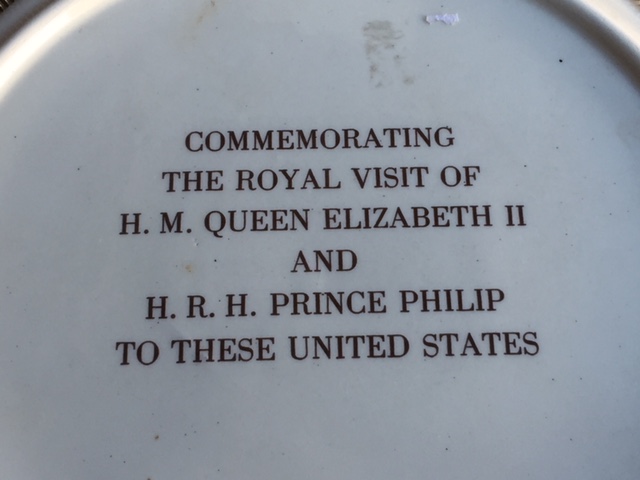 COMMEMORATING
THE ROYAL VISIT OF
H. M. QUEEN ELIZABETH II
AND
H. R. H. PRINCE PHILIP
TO THESE UNITED STATES